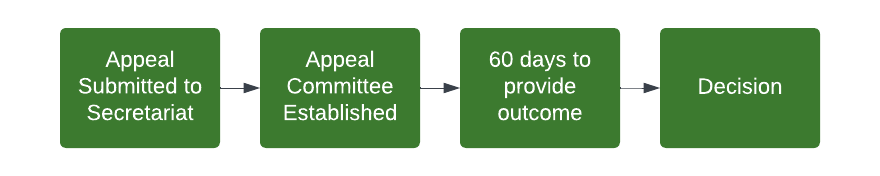 Appeal
Submitted to
Secretariat
Appeal
Committee
Established
60 days to
provide
outcome
Decision